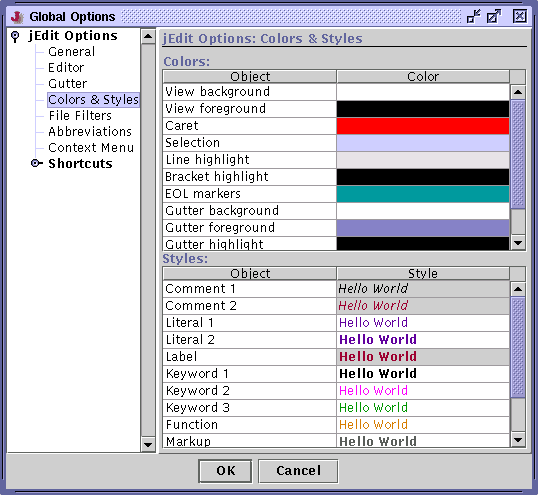 Global Options
jEdit Options
General
Editor
Gutter
Colors & Styles
File Filters
Abbreviations
Context Menu
Shortcuts
jEdit Options: Colors & Styles
Colors:
Object Color
View background
View foreground
Caret
Selection
Line highlight
Bracket highlight
EOL markers
Gutter background
Gutter foreground
Gutter highlight
Styles:
Object Style
Comment 1 Hello World
Comment 2 Hello World
Literal 1 Hello World
Literal 2 Hello World
Label Hello World
Keyword 1 Hello World
Keyword 2 Hello World
Keyword 3 Hello World
Function Hello World
Markup Hello World
OK Cancel